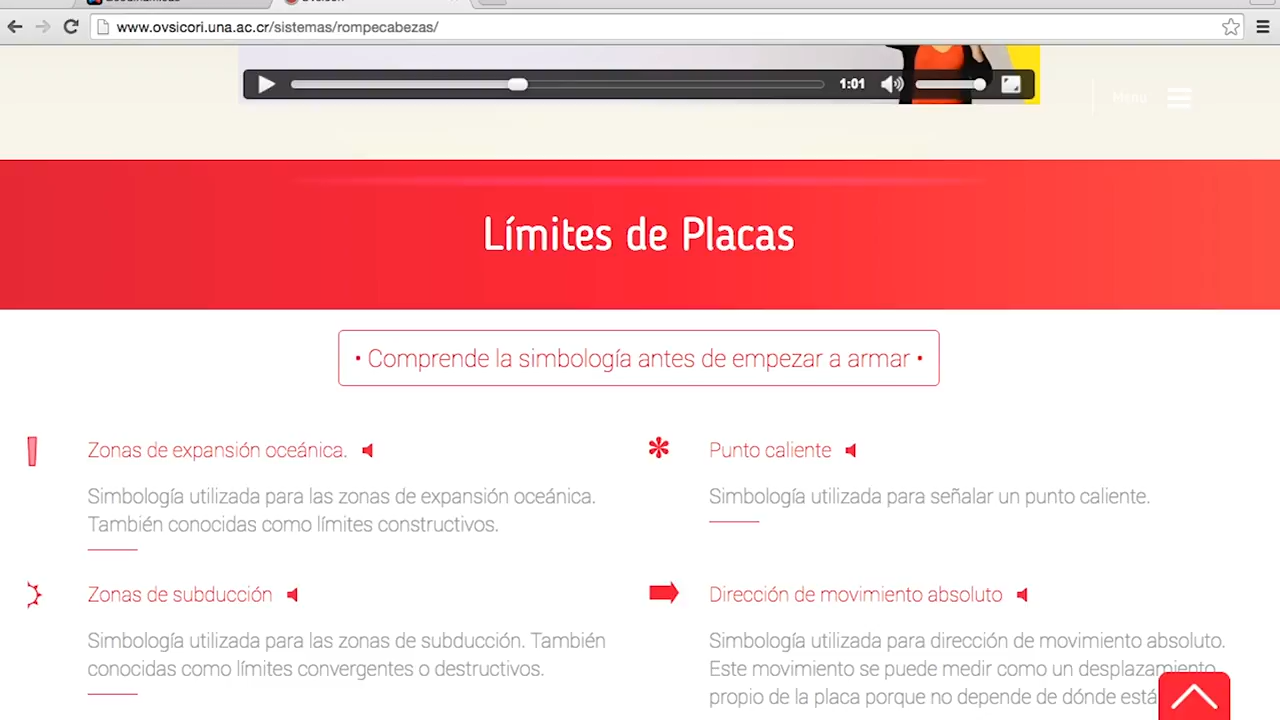 www.ovsicori.una.ac.cr/sistemas/rompecabezas/
1:01
Menú
Límites de Placas
• Comprende la simbología antes de empezar a armar •
Zonas de expansión oceánica.
Simbología utilizada para las zonas de expansión oceánica.
También conocidas como límites constructivos.
Punto caliente
Simbología utilizada para señalar un punto caliente.
Zonas de subducción
Simbología utilizada para las zonas de subducción. También
conocidas como límites convergentes o destructivos.
Dirección de movimiento absoluto
Simbología utilizada para dirección de movimiento absoluto.
Este movimiento se puede medir como un desplazamiento
propio de la placa porque no depende de dónde está